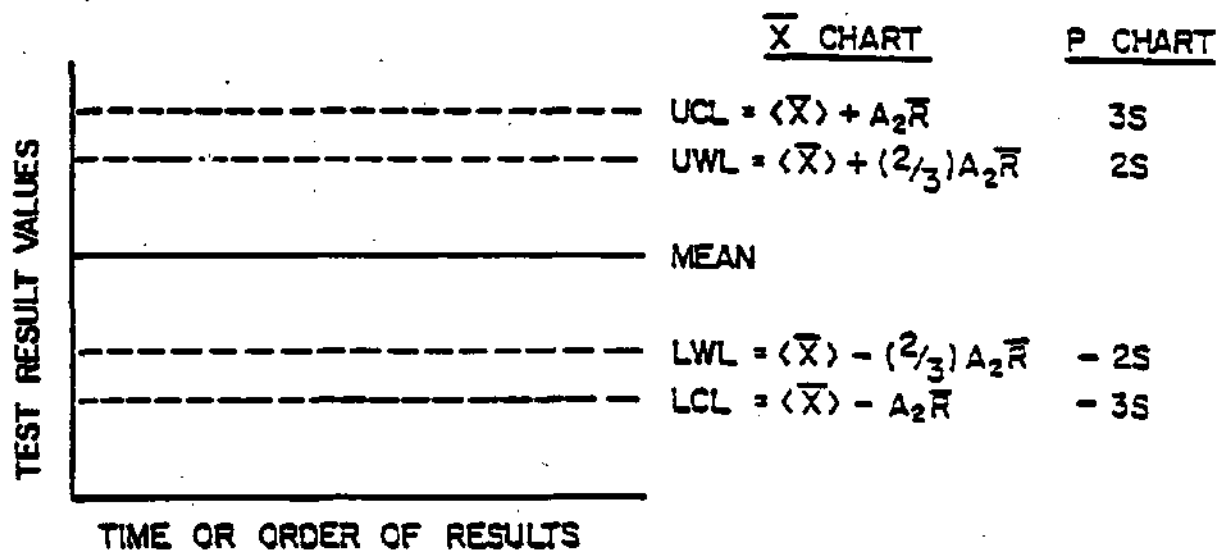 X̅ CHART P CHART
UCL = ⟨X̅⟩ + A₂R̅ 3S
UWL = ⟨X̅⟩ + (2/3)A₂R̅ 2S
MEAN
LWL = ⟨X̅⟩ - (2/3)A₂R̅ - 2S
LCL = ⟨X̅⟩ - A₂R̅ - 3S
TEST RESULT VALUES
TIME OR ORDER OF RESULTS